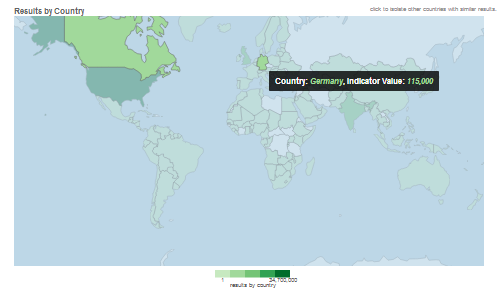 Results by Country
click to isolate other countries with similar results.
Country: Germany, Indicator Value: 115,000
1
24,700,000
results by country